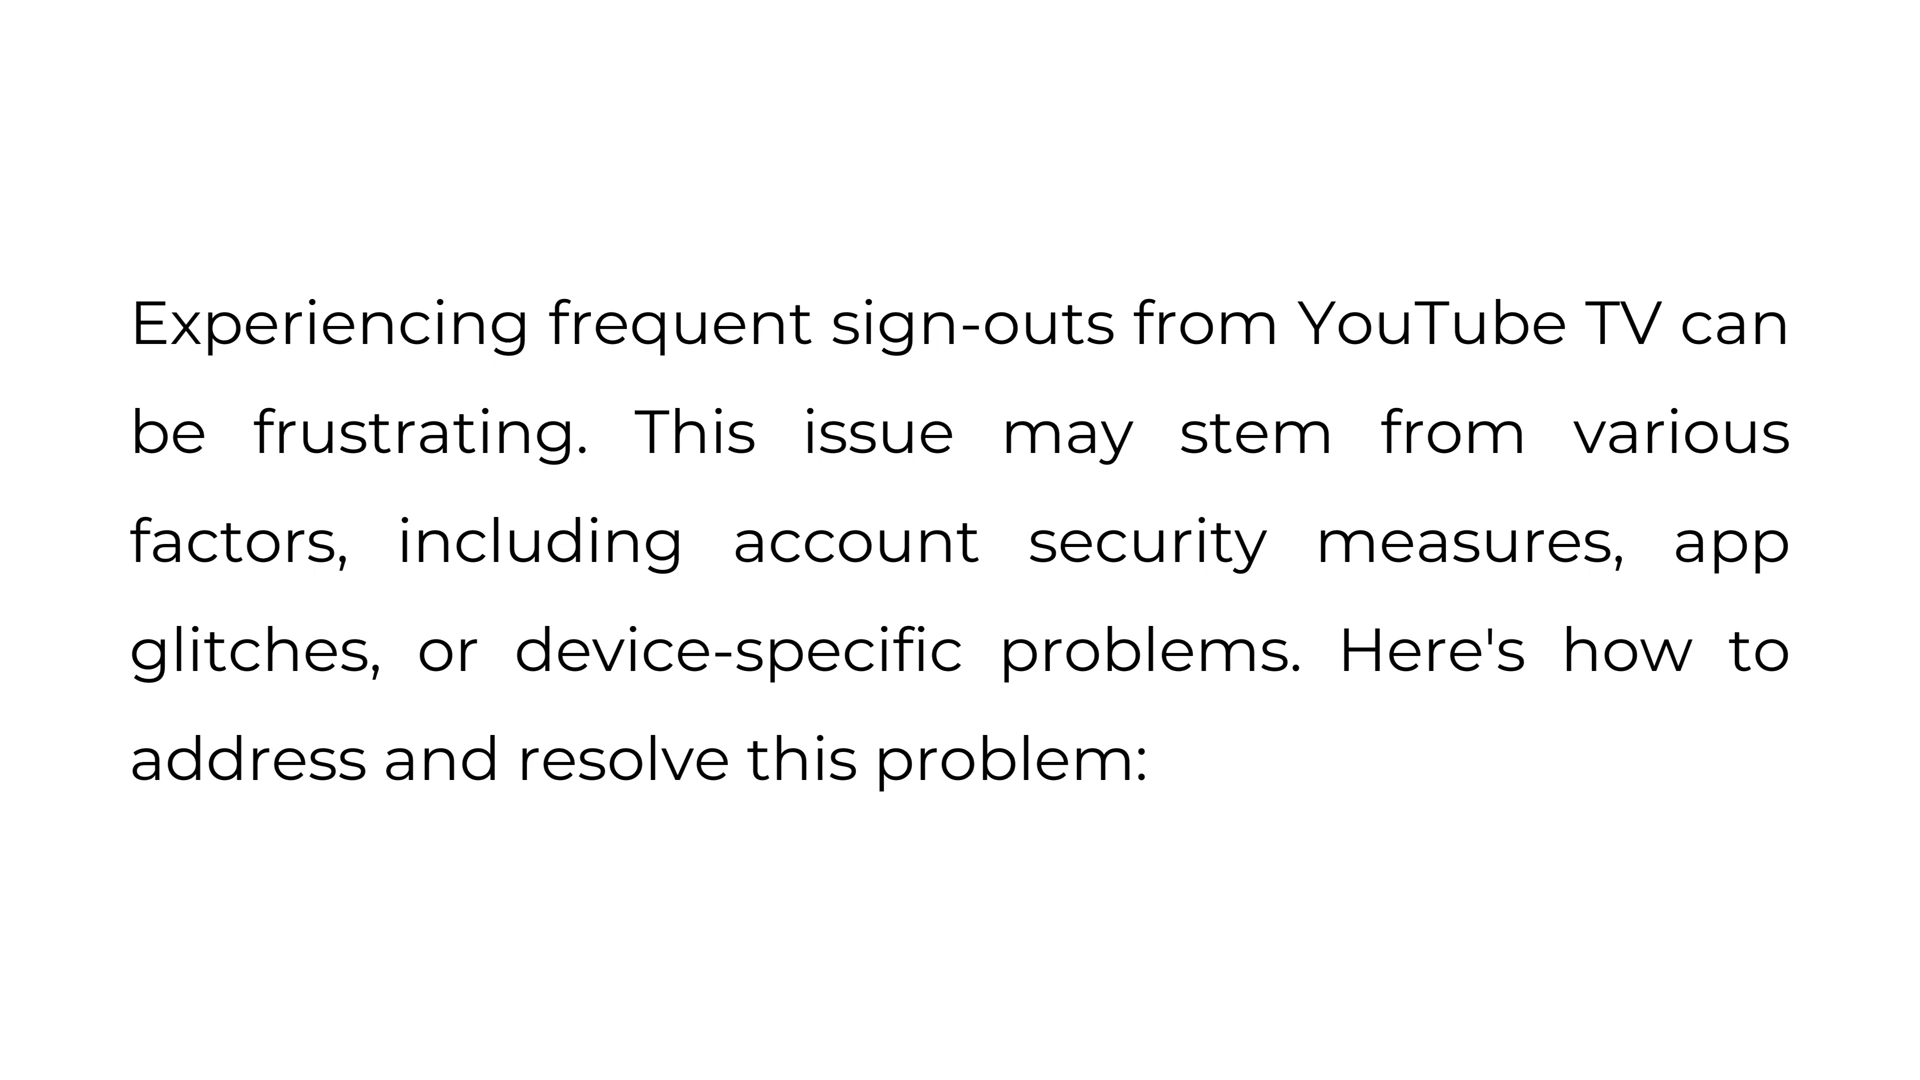 Experiencing frequent sign-outs from YouTube TV can
be frustrating. This issue may stem from various
factors, including account security measures, app
glitches, or device-specific problems. Here's how to
address and resolve this problem: